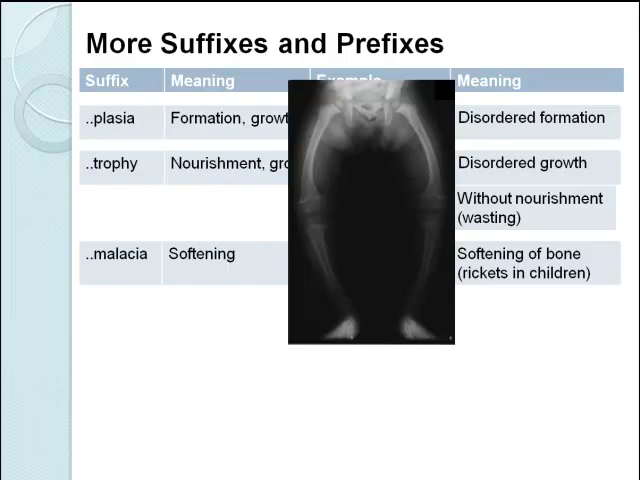 More Suffixes and Prefixes
Suffix Meaning Example Meaning
..plasia Formation, growt Disordered formation
..trophy Nourishment, gro Disordered growth
Without nourishment
(wasting)
..malacia Softening Softening of bone
(rickets in children)